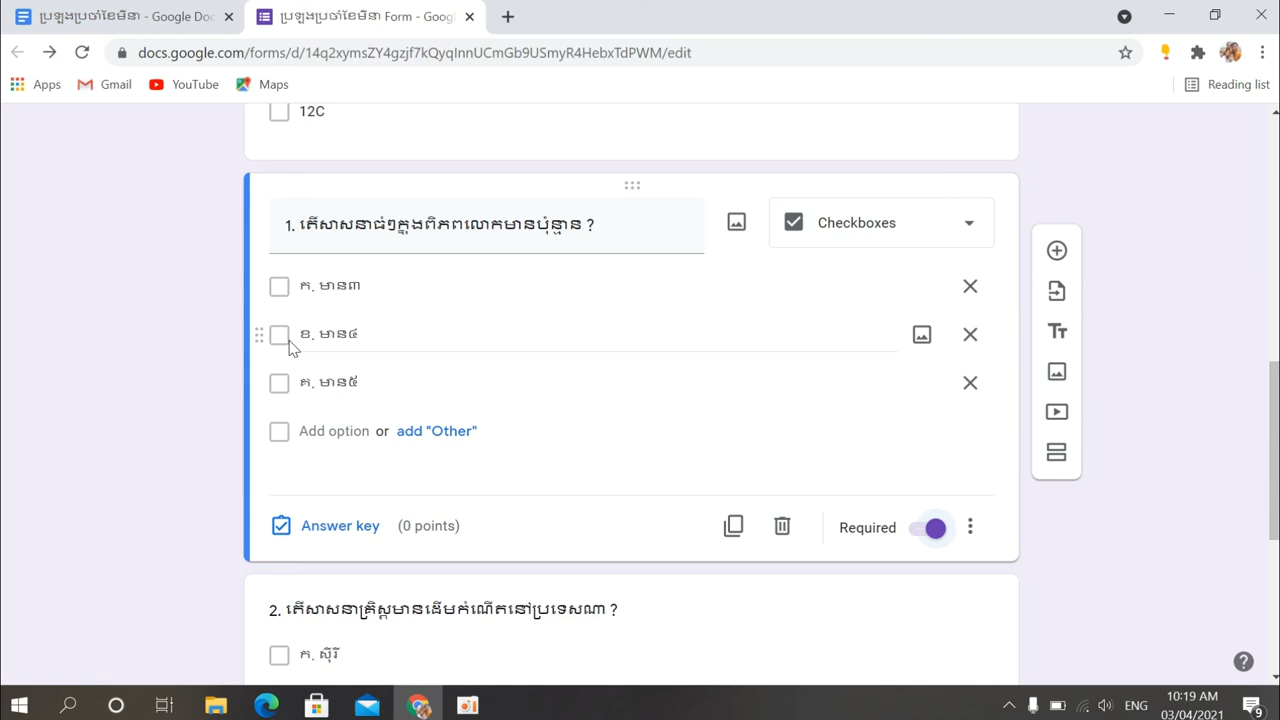 ប្រឡងប្រចាំខែមីនា - Google Doc
ប្រឡងប្រចាំខែមីនា Form - Googl
docs.google.com/forms/d/14q2xymsZY4gzjf7kQyqInnUCmGb9USmyR4HebxTdPWM/edit
Apps
Gmail
YouTube
Maps
Reading list
12C
1. តើសាសនាធំៗក្នុងពិភពលោកមានប៉ុន្មាន ?
Checkboxes
ក. មាន៣
ខ. មាន៤
គ. មាន៥
Add option or add "Other"
Answer key (0 points)
Required
2. តើសាសនាគ្រិស្តមានដើមកំណើតនៅប្រទេសណា ?
ក. ស៊ីរី
ENG
10:19 AM
03/04/2021
9